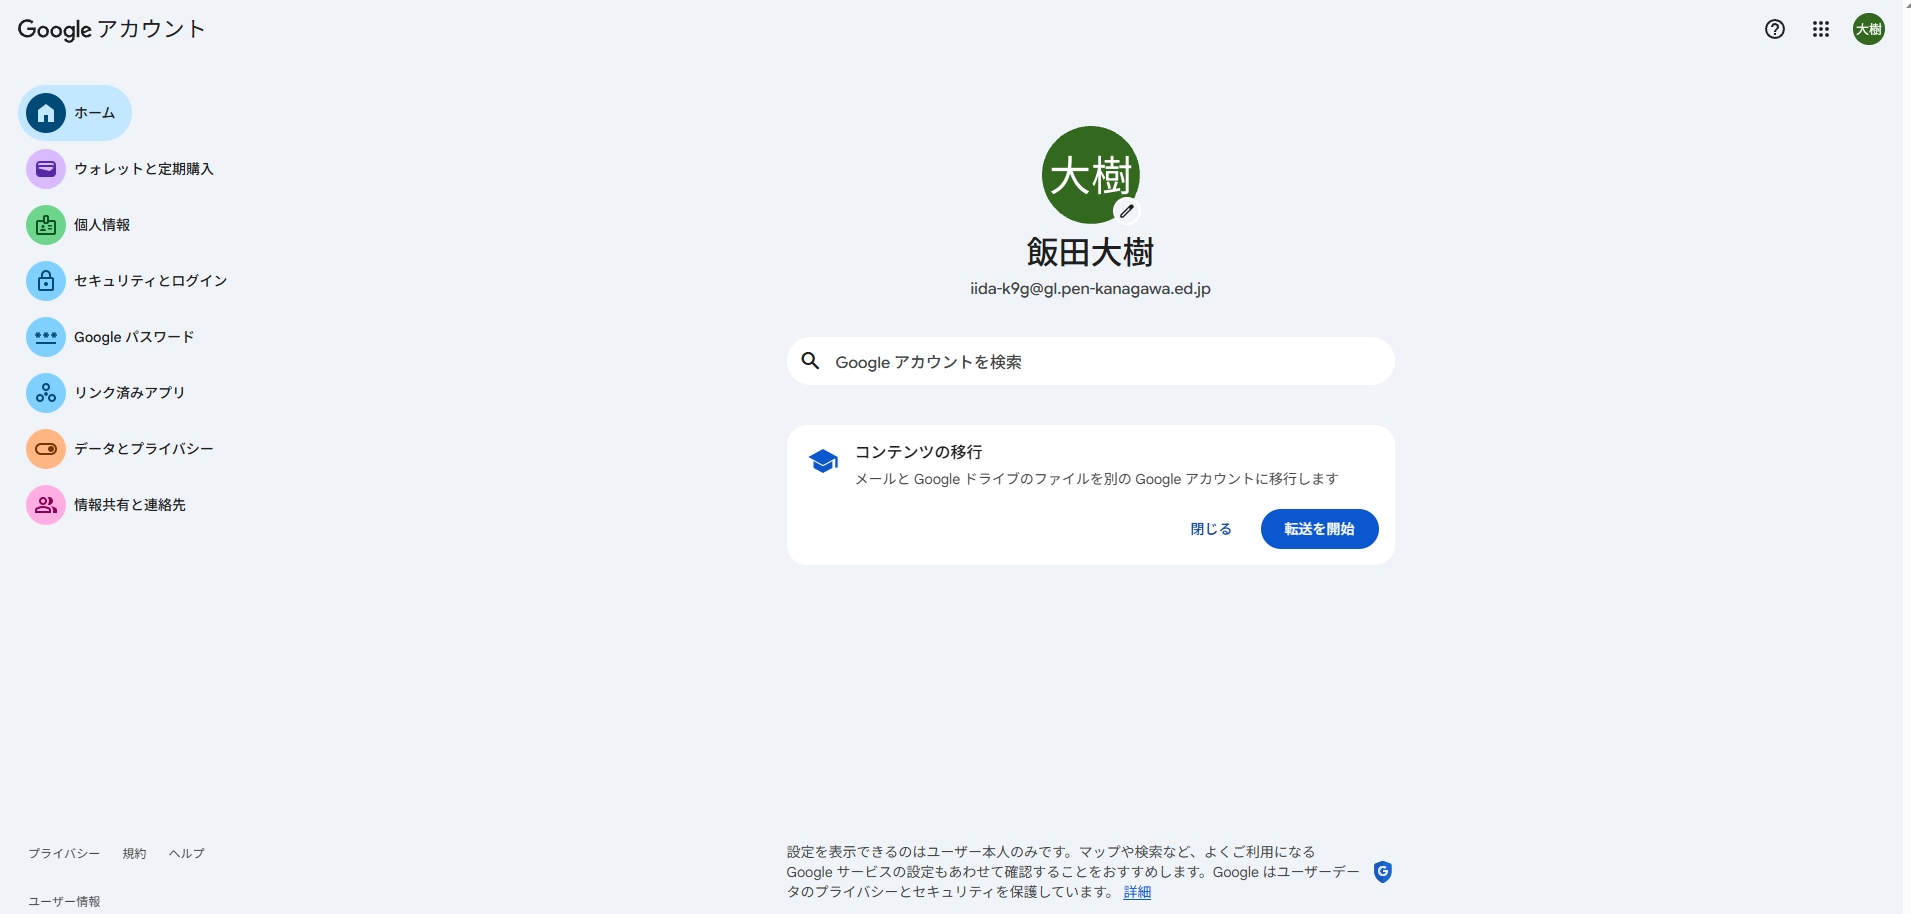 Google アカウント
大樹
ホーム
ウォレットと定期購入
個人情報
セキュリティとログイン
Google パスワード
リンク済みアプリ
データとプライバシー
情報共有と連絡先
大樹
飯田大樹
iida-k9g@gl.pen-kanagawa.ed.jp
Google アカウントを検索
コンテンツの移行
メールと Google ドライブのファイルを別の Google アカウントに移行します
閉じる
転送を開始
設定を表示できるのはユーザー本人のみです。マップや検索など、よくご利用になる
Google サービスの設定もあわせて確認することをおすすめします。Google はユーザーデー
タのプライバシーとセキュリティを保護しています。 詳細
G
プライバシー 規約 ヘルプ
ユーザー情報